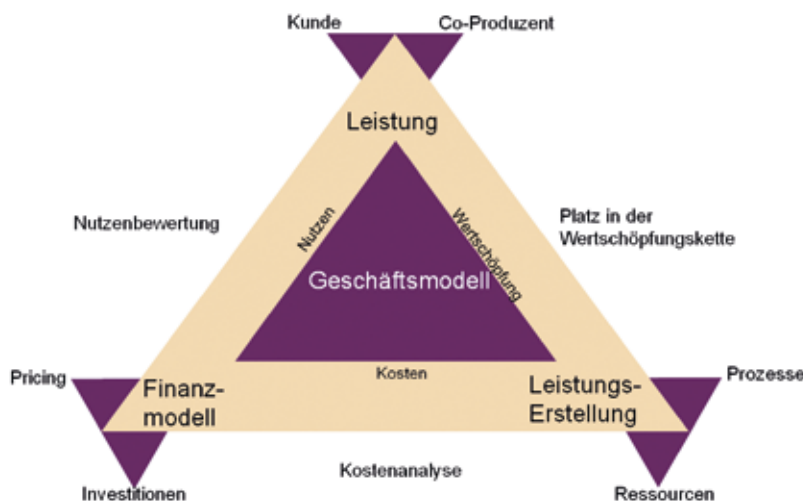 Kunde
Co-Produzent
Leistung
Nutzenbewertung
Nutzen
Wertschöpfung
Platz in der
Wertschöpfungskette
Geschäftsmodell
Kosten
Pricing
Finanz-
modell
Leistungs-
Erstellung
Prozesse
Kostenanalyse
Investitionen
Ressourcen